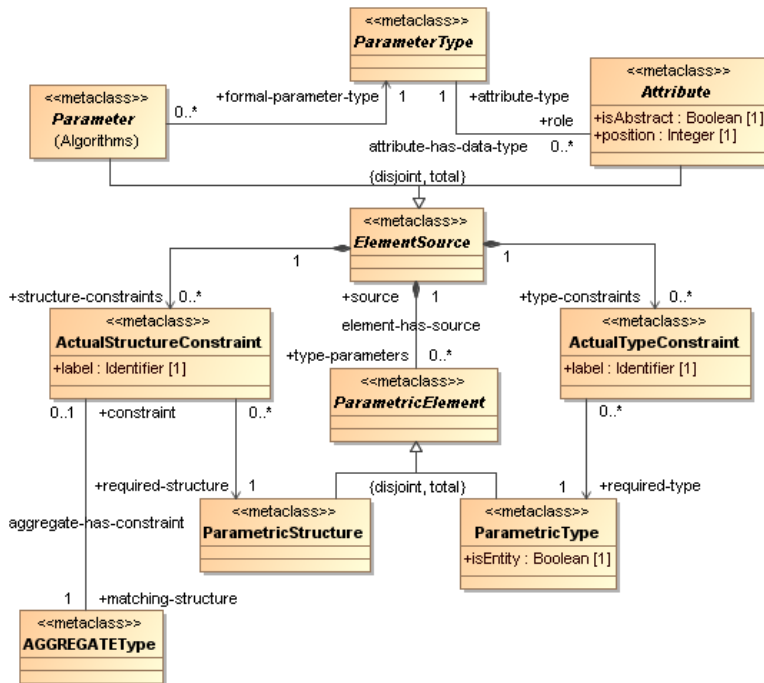 <<metaclass>>
ParameterType
<<metaclass>>
Parameter
(Algorithms)
0..*
+formal-parameter-type
1
1
+attribute-type
+role
attribute-has-data-type
0..*
<<metaclass>>
Attribute
+isAbstract : Boolean [1]
+position : Integer [1]
{disjoint, total}
<<metaclass>>
ElementSource
1
1
+structure-constraints
0..*
+source
1
+type-constraints
0..*
element-has-source
<<metaclass>>
ActualStructureConstraint
+label : Identifier [1]
+type-parameters
0..*
<<metaclass>>
ActualTypeConstraint
+label : Identifier [1]
<<metaclass>>
ParametricElement
0..1
+constraint
0..*
0..*
+required-structure
1
{disjoint, total}
1
+required-type
aggregate-has-constraint
<<metaclass>>
ParametricStructure
<<metaclass>>
ParametricType
+isEntity : Boolean [1]
1
+matching-structure
<<metaclass>>
AGGREGATEType